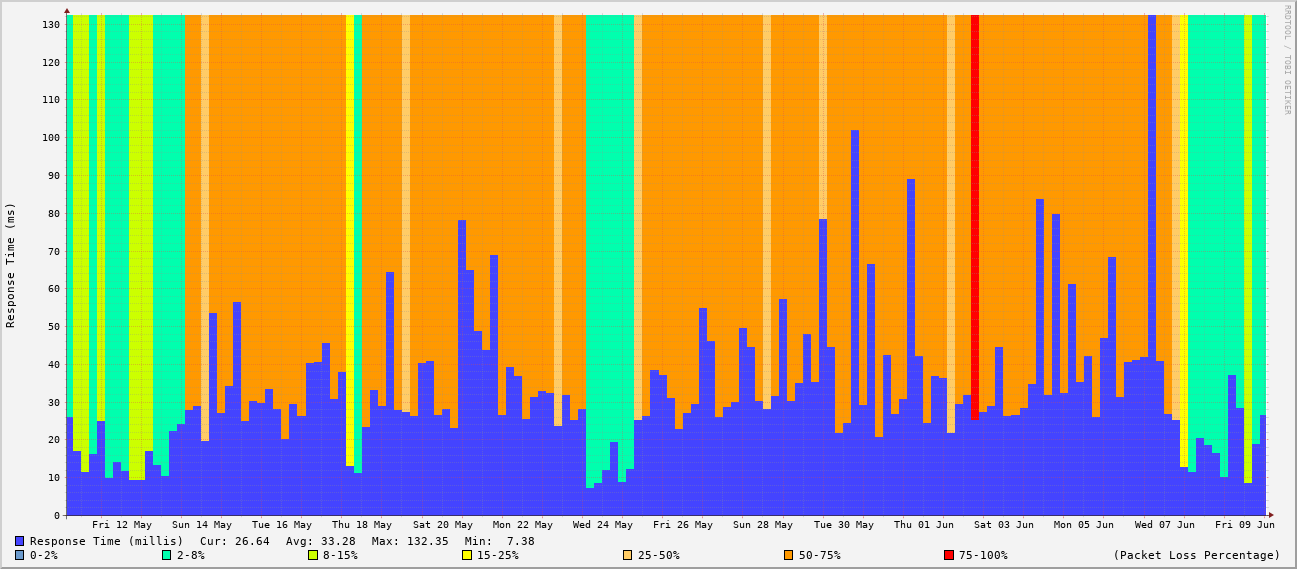 RRDTOOL / TOBI OETIKER
Response Time (ms)
130
120
110
100
90
80
70
60
50
40
30
20
10
0
Fri 12 May Sun 14 May Tue 16 May Thu 18 May Sat 20 May Mon 22 May Wed 24 May Fri 26 May Sun 28 May Tue 30 May Thu 01 Jun Sat 03 Jun Mon 05 Jun Wed 07 Jun Fri 09 Jun
Response Time (millis) Cur: 26.64 Avg: 33.28 Max: 132.35 Min: 7.38
0-2% 2-8% 8-15% 15-25% 25-50% 50-75% 75-100% (Packet Loss Percentage)